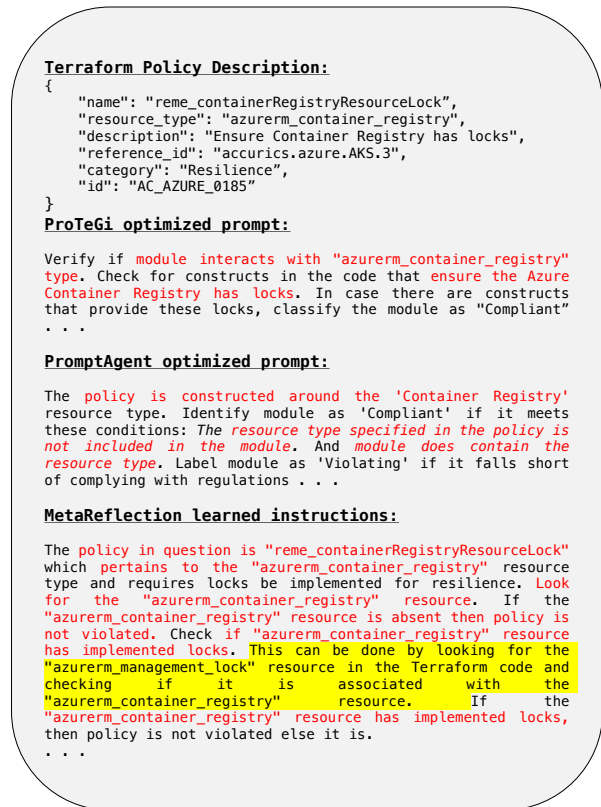 Terraform Policy Description:
{
"name": "reme_containerRegistryResourceLock”,
"resource_type": "azurerm_container_registry",
"description": "Ensure Container Registry has locks",
"reference_id": "accurics.azure.AKS.3",
"category": "Resilience”,
"id": "AC_AZURE_0185”
}
ProTeGi optimized prompt:
Verify if module interacts with "azurerm_container_registry"
type. Check for constructs in the code that ensure the Azure
Container Registry has locks. In case there are constructs
that provide these locks, classify the module as "Compliant”
. . .
PromptAgent optimized prompt:
The policy is constructed around the 'Container Registry'
resource type. Identify module as 'Compliant' if it meets
these conditions: The resource type specified in the policy is
not included in the module. And module does contain the
resource type. Label module as 'Violating' if it falls short
of complying with regulations . . .
MetaReflection learned instructions:
The policy in question is "reme_containerRegistryResourceLock"
which pertains to the "azurerm_container_registry" resource
type and requires locks be implemented for resilience. Look
for the "azurerm_container_registry" resource. If the
"azurerm_container_registry" resource is absent then policy is
not violated. Check if "azurerm_container_registry" resource
has implemented locks. This can be done by looking for the
"azurerm_management_lock" resource in the Terraform code and
checking if it is associated with the
"azurerm_container_registry" resource. If the
"azurerm_container_registry" resource has implemented locks,
then policy is not violated else it is.
. . .